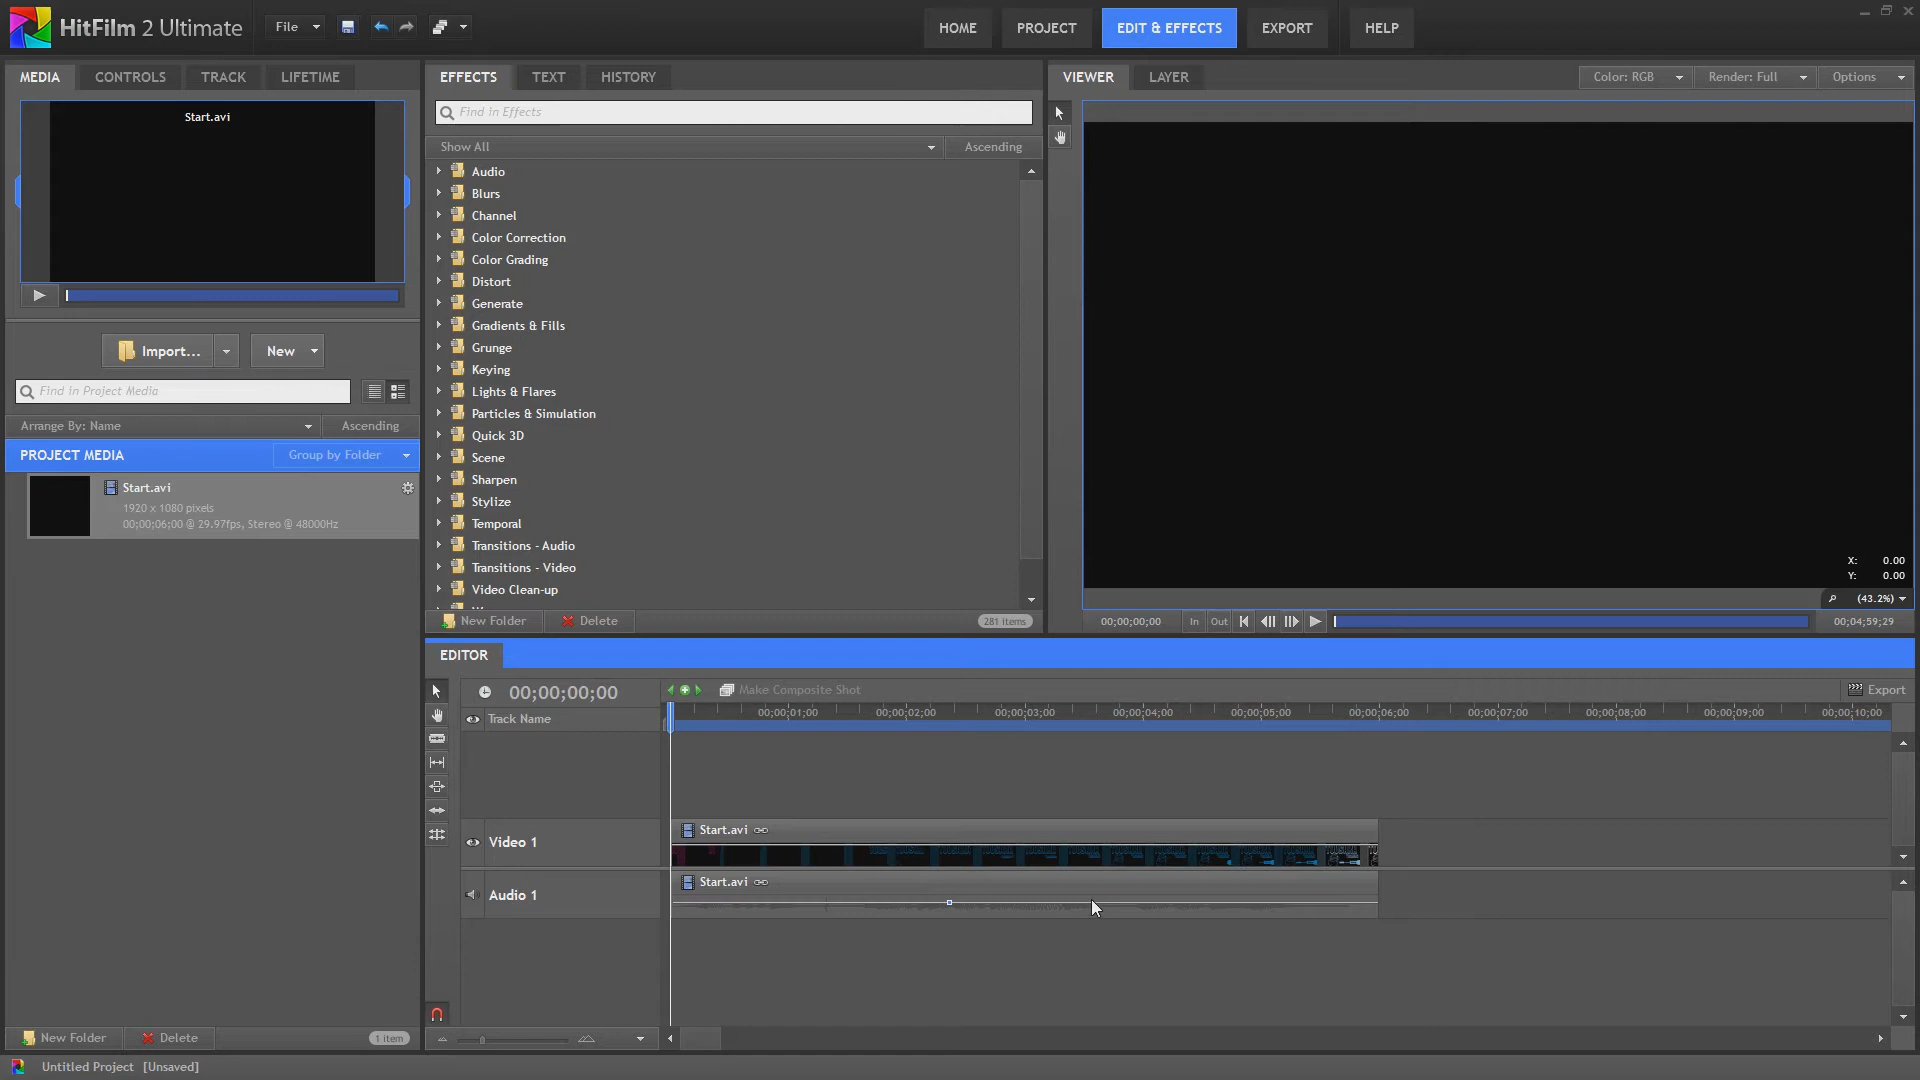 HitFilm 2 Ultimate
File
HOME
PROJECT
EDIT & EFFECTS
EXPORT
HELP
MEDIA
CONTROLS
TRACK
LIFETIME
Start.avi
Import...
New
Find in Project Media
Arrange By: Name
Ascending
PROJECT MEDIA
Group by Folder
Start.avi
1920 x 1080 pixels
00;00;06;00 @ 29.97fps, Stereo @ 48000Hz
New Folder
Delete
1 item
EFFECTS
TEXT
HISTORY
Find in Effects
Show All
Ascending
Audio
Blurs
Channel
Color Correction
Color Grading
Distort
Generate
Gradients & Fills
Grunge
Keying
Lights & Flares
Particles & Simulation
Quick 3D
Scene
Sharpen
Stylize
Temporal
Transitions - Audio
Transitions - Video
Video Clean-up
New Folder
Delete
281 items
VIEWER
LAYER
Color: RGB
Render: Full
Options
X: 0.00
Y: 0.00
(43.2%)
00;00;00;00
In
Out
00;04;59;29
EDITOR
00;00;00;00
Make Composite Shot
Export
Track Name
00;00;01;00
00;00;02;00
00;00;03;00
00;00;04;00
00;00;05;00
00;00;06;00
00;00;07;00
00;00;08;00
00;00;09;00
00;00;10;00
Video 1
Start.avi
Audio 1
Start.avi
Untitled Project [Unsaved]